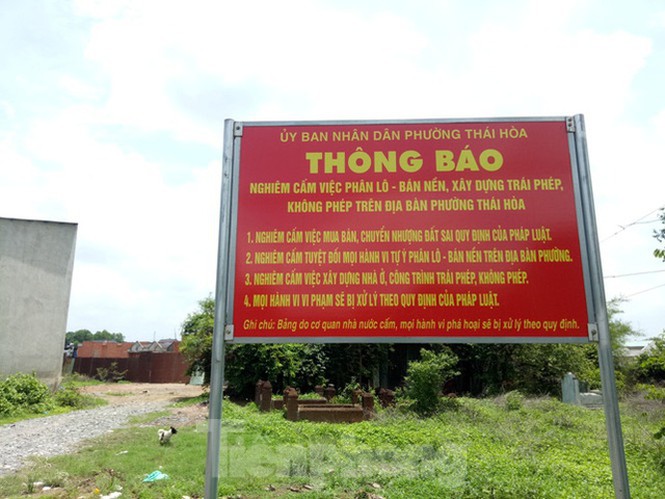 ỦY BAN NHÂN DÂN PHƯỜNG THÁI HÒA
THÔNG BÁO
NGHIÊM CẤM VIỆC PHÂN LÔ - BÁN NỀN, XÂY DỰNG TRÁI PHÉP,
KHÔNG PHÉP TRÊN ĐỊA BÀN PHƯỜNG THÁI HÒA
1. NGHIÊM CẤM VIỆC MUA BÁN, CHUYỂN NHƯỢNG ĐẤT SAI QUY ĐỊNH CỦA PHÁP LUẬT.
2. NGHIÊM CẤM TUYỆT ĐỐI MỌI HÀNH VI TỰ Ý PHÂN LÔ - BÁN NỀN TRÊN ĐỊA BÀN PHƯỜNG.
3. NGHIÊM CẤM VIỆC XÂY DỰNG NHÀ Ở, CÔNG TRÌNH TRÁI PHÉP, KHÔNG PHÉP.
4. MỌI HÀNH VI VI PHẠM SẼ BỊ XỬ LÝ THEO QUY ĐỊNH CỦA PHÁP LUẬT.
Ghi chú: Bảng do cơ quan nhà nước cắm, mọi hành vi phá hoại sẽ bị xử lý theo quy định.
Tiền Phong